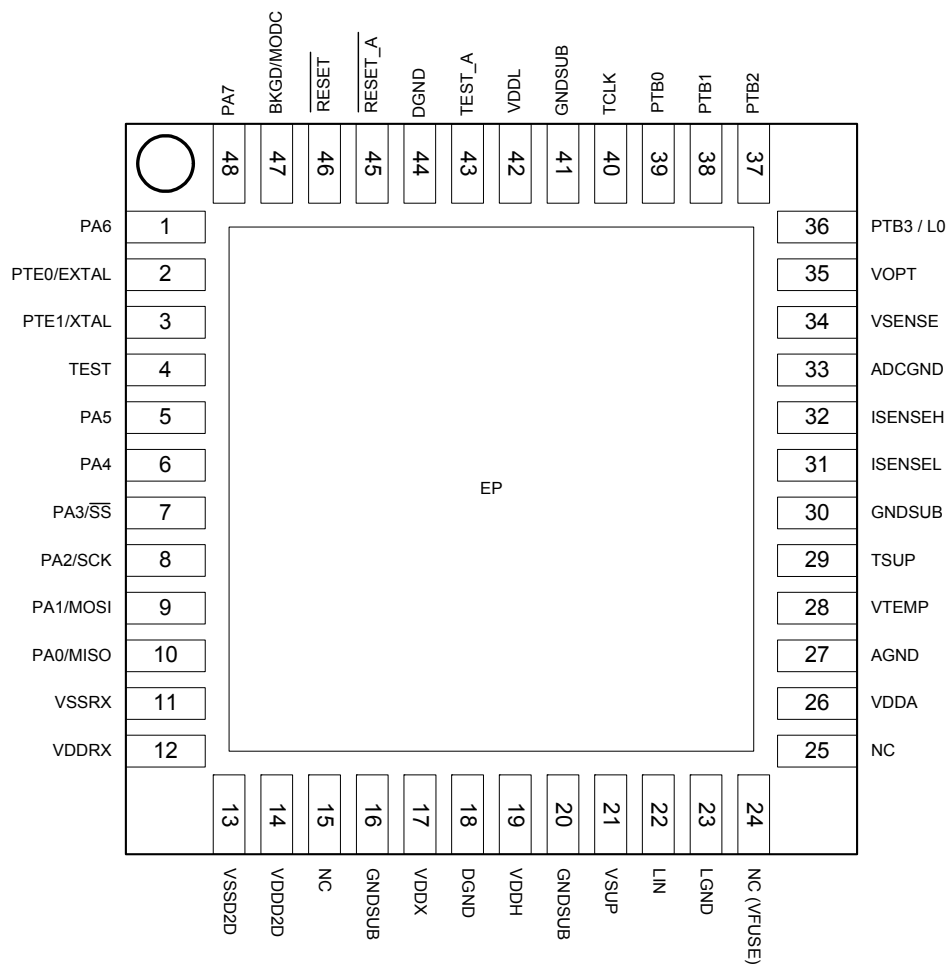 PA7
BKGD/MODC
RESET
RESET_A
DGND
TEST_A
VDDL
GNDSUB
TCLK
PTB0
PTB1
PTB2
48
47
46
45
44
43
42
41
40
39
38
37
PA6 1
PTE0/EXTAL 2
PTE1/XTAL 3
TEST 4
PA5 5
PA4 6
PA3/SS 7
PA2/SCK 8
PA1/MOSI 9
PA0/MISO 10
VSSRX 11
VDDRX 12
EP
36 PTB3 / L0
35 VOPT
34 VSENSE
33 ADCGND
32 ISENSEH
31 ISENSEL
30 GNDSUB
29 TSUP
28 VTEMP
27 AGND
26 VDDA
25 NC
13
14
15
16
17
18
19
20
21
22
23
24
VSSD2D
VDDD2D
NC
GNDSUB
VDDX
DGND
VDDH
GNDSUB
VSUP
LIN
LGND
NC (VFUSE)